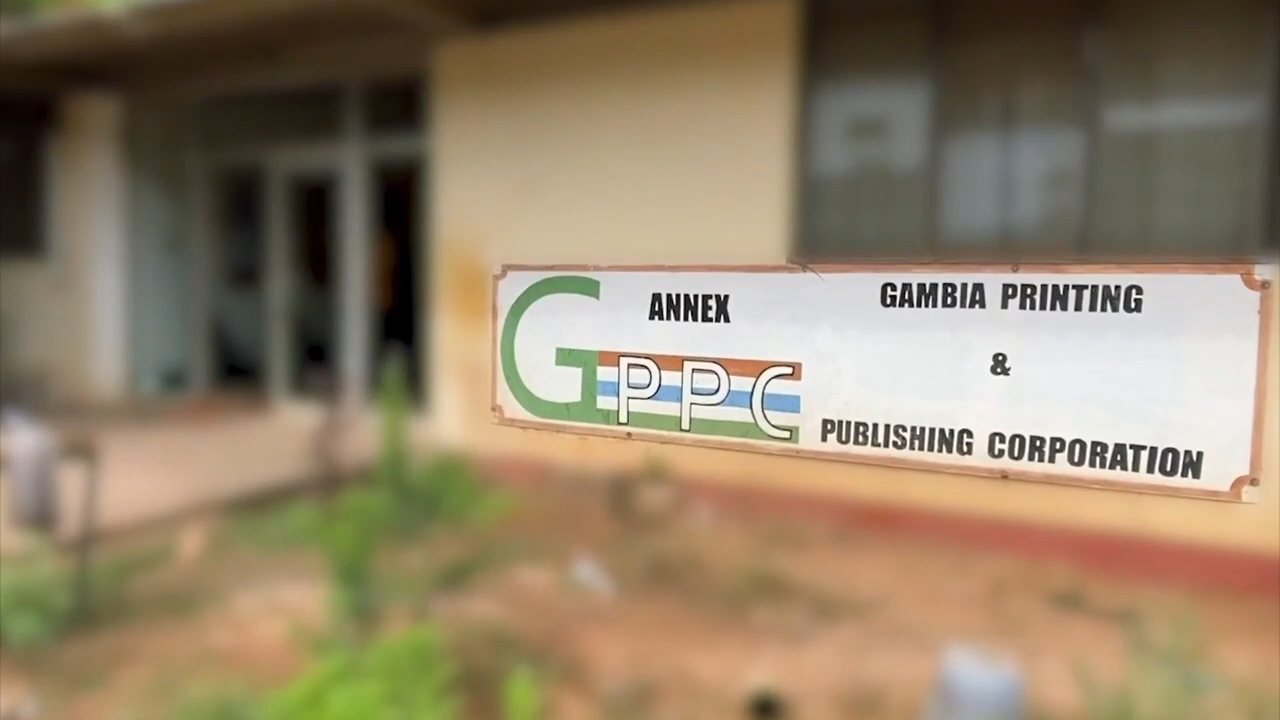 ANNEX
GPPC
GAMBIA PRINTING
&
PUBLISHING CORPORATION